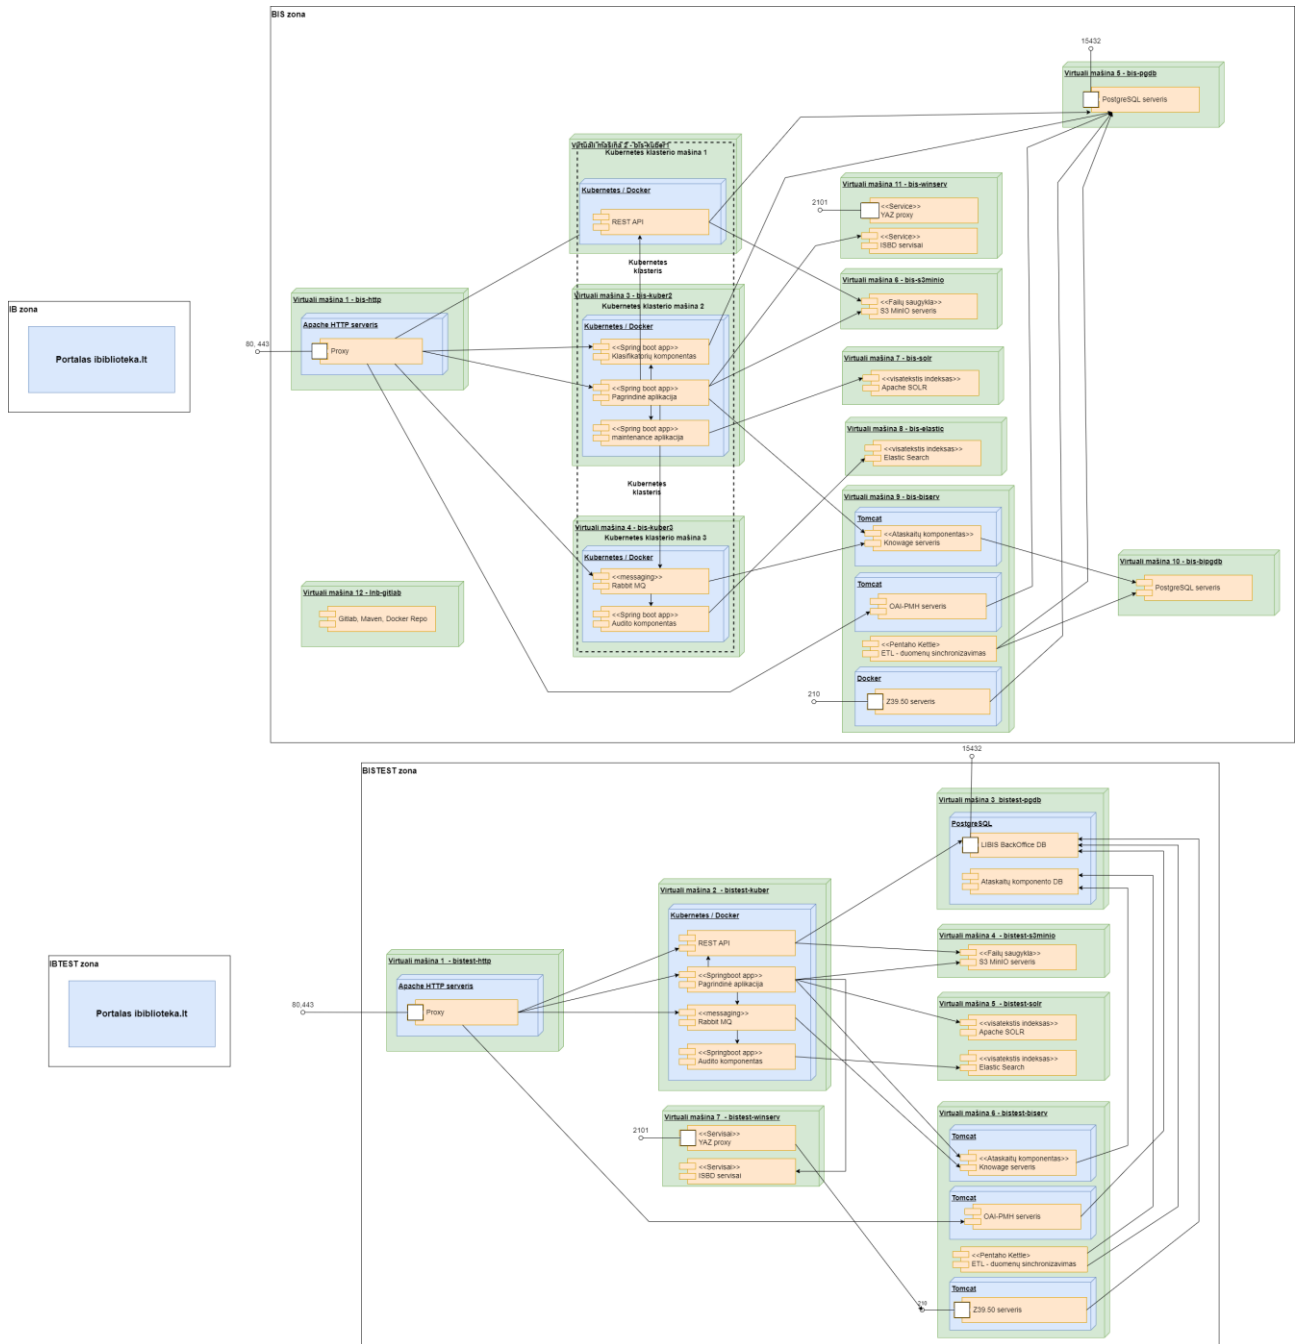 BIS zona
15432
Virtuali mašina 5 - bis-pgdb
PostgreSQL serveris
Virtuali mašina 2 - bis-kuber1
Kubernetes klasterio mašina 1
Kubernetes / Docker
REST API
Virtuali mašina 11 - bis-winserv
2101
<<Service>>
YAZ proxy
<<Service>>
ISBD servisai
Kubernetes
klasteris
Virtuali mašina 6 - bis-s3minio
<<Failų saugykla>>
S3 MinIO serveris
IB zona
Portalas ibiblioteka.lt
Virtuali mašina 1 - bis-http
Apache HTTP serveris
80, 443
Proxy
Virtuali mašina 3 - bis-kuber2
Kubernetes klasterio mašina 2
Kubernetes / Docker
<<Spring boot app>>
Klasifikatorių komponentas
<<Spring boot app>>
Pagrindinė aplikacija
<<Spring boot app>>
maintenance aplikacija
Virtuali mašina 7 - bis-solr
<<visatekstis indeksas>>
Apache SOLR
Virtuali mašina 8 - bis-elastic
<<visatekstis indeksas>>
Elastic Search
Kubernetes
klasteris
Virtuali mašina 9 - bis-biserv
Tomcat
<<Ataskaitų komponentas>>
Knowage serveris
Virtuali mašina 4 - bis-kuber3
Kubernetes klasterio mašina 3
Kubernetes / Docker
<<messaging>>
Rabbit MQ
<<Spring boot app>>
Audito komponentas
Tomcat
OAI-PMH serveris
Virtuali mašina 10 - bis-bipgdb
PostgreSQL serveris
Virtuali mašina 12 - lnb-gitlab
Gitlab, Maven, Docker Repo
<<Pentaho Kettle>
ETL - duomenų sinchronizavimas
Docker
210
Z39.50 serveris
15432
BISTEST zona
Virtuali mašina 3 bistest-pgdb
PostgreSQL
LIBIS BackOffice DB
Ataskaitų komponento DB
Virtuali mašina 2 - bistest-kuber
Kubernetes / Docker
REST API
<<Springboot app>>
Pagrindinė aplikacija
<<messaging>>
Rabbit MQ
<<Springboot app>>
Audito komponentas
Virtuali mašina 4 - bistest-s3minio
<<Failų saugykla>>
S3 MinIO serveris
IBTEST zona
Portalas ibiblioteka.lt
Virtuali mašina 1 - bistest-http
Apache HTTP serveris
80,443
Proxy
Virtuali mašina 5 - bistest-solr
<<visatekstis indeksas>>
Apache SOLR
<<visatekstis indeksas>>
Elastic Search
Virtuali mašina 7 - bistest-winserv
2101
<<Servisai>>
YAZ proxy
<<Servisai>>
ISBD servisai
Virtuali mašina 6 - bistest-biserv
Tomcat
<<Ataskaitų komponentas>>
Knowage serveris
Tomcat
OAI-PMH serveris
<<Pentaho Kettle>
ETL - duomenų sinchronizavimas
Tomcat
Z39.50 serveris